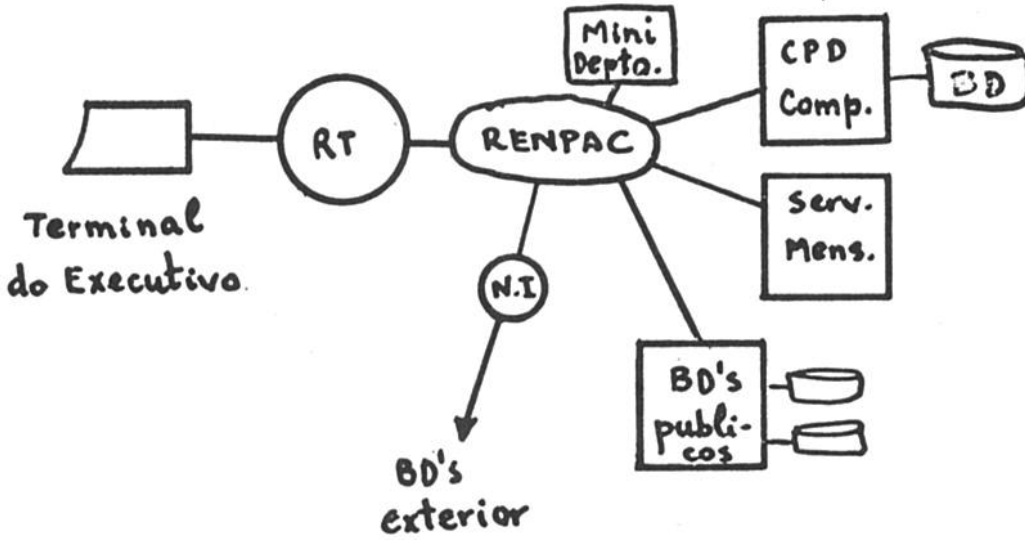 Mini
Depto.
CPD
Comp.
BD
RT
RENPAC
Terminal
do Executivo.
serv.
Mens.
N.I
BD's
publi-
cos
BD's
exterior